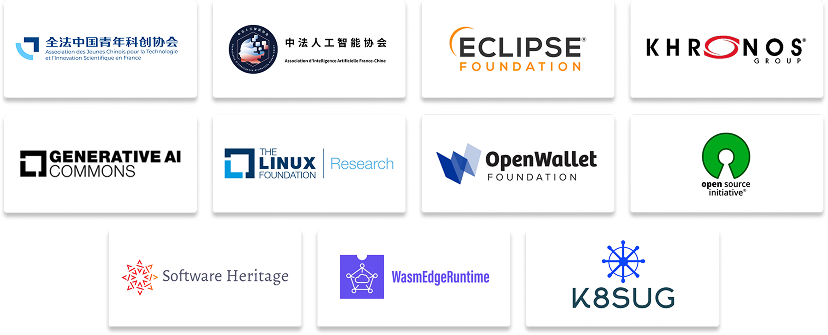 全法中国青年科创协会
Association des Jeunes Chinois pour la Technologie
et l'Innovation Scientifique en France
中法人工智能协会
Association d'Intelligence Artificielle France-Chine
ECLIPSE®
FOUNDATION
KHRONOS®
GROUP
GENERATIVE AI
COMMONS
THE
LINUX
FOUNDATION
Research
OpenWallet
FOUNDATION
open source
initiative®
Software Heritage
WasmEdgeRuntime
K8SUG